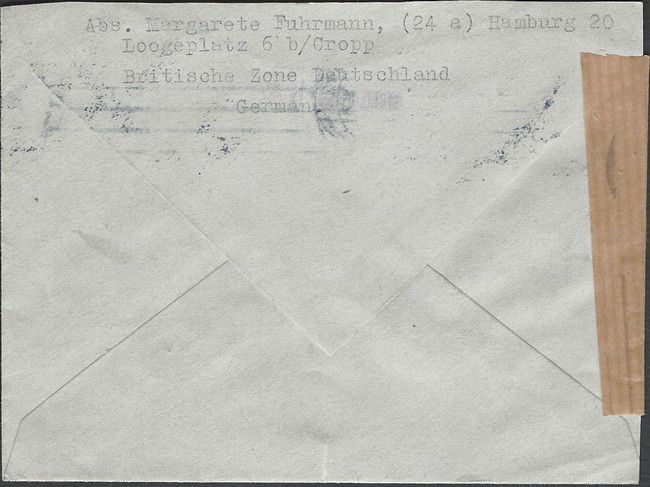 Abs. Margarete Fuhrmann, (24 a) Hamburg 20
Loogeplatz 6 b/Cropp
Britische Zone Deutschland